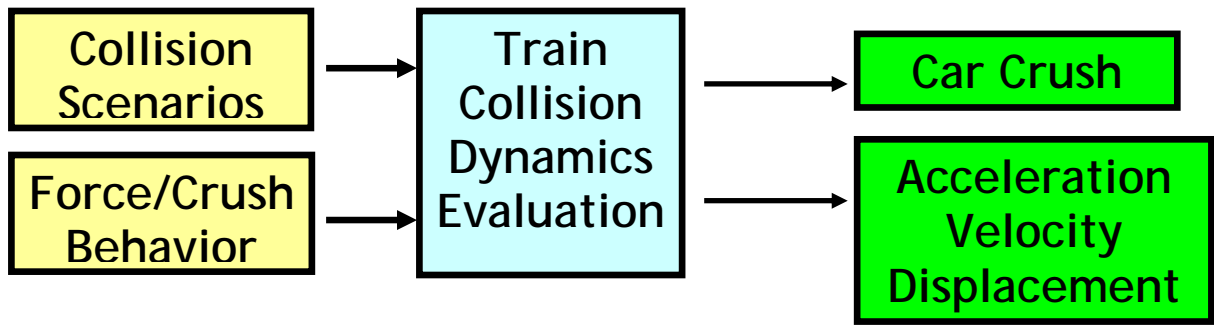 Collision
Scenarios
Force/Crush
Behavior
Train
Collision
Dynamics
Evaluation
Car Crush
Acceleration
Velocity
Displacement